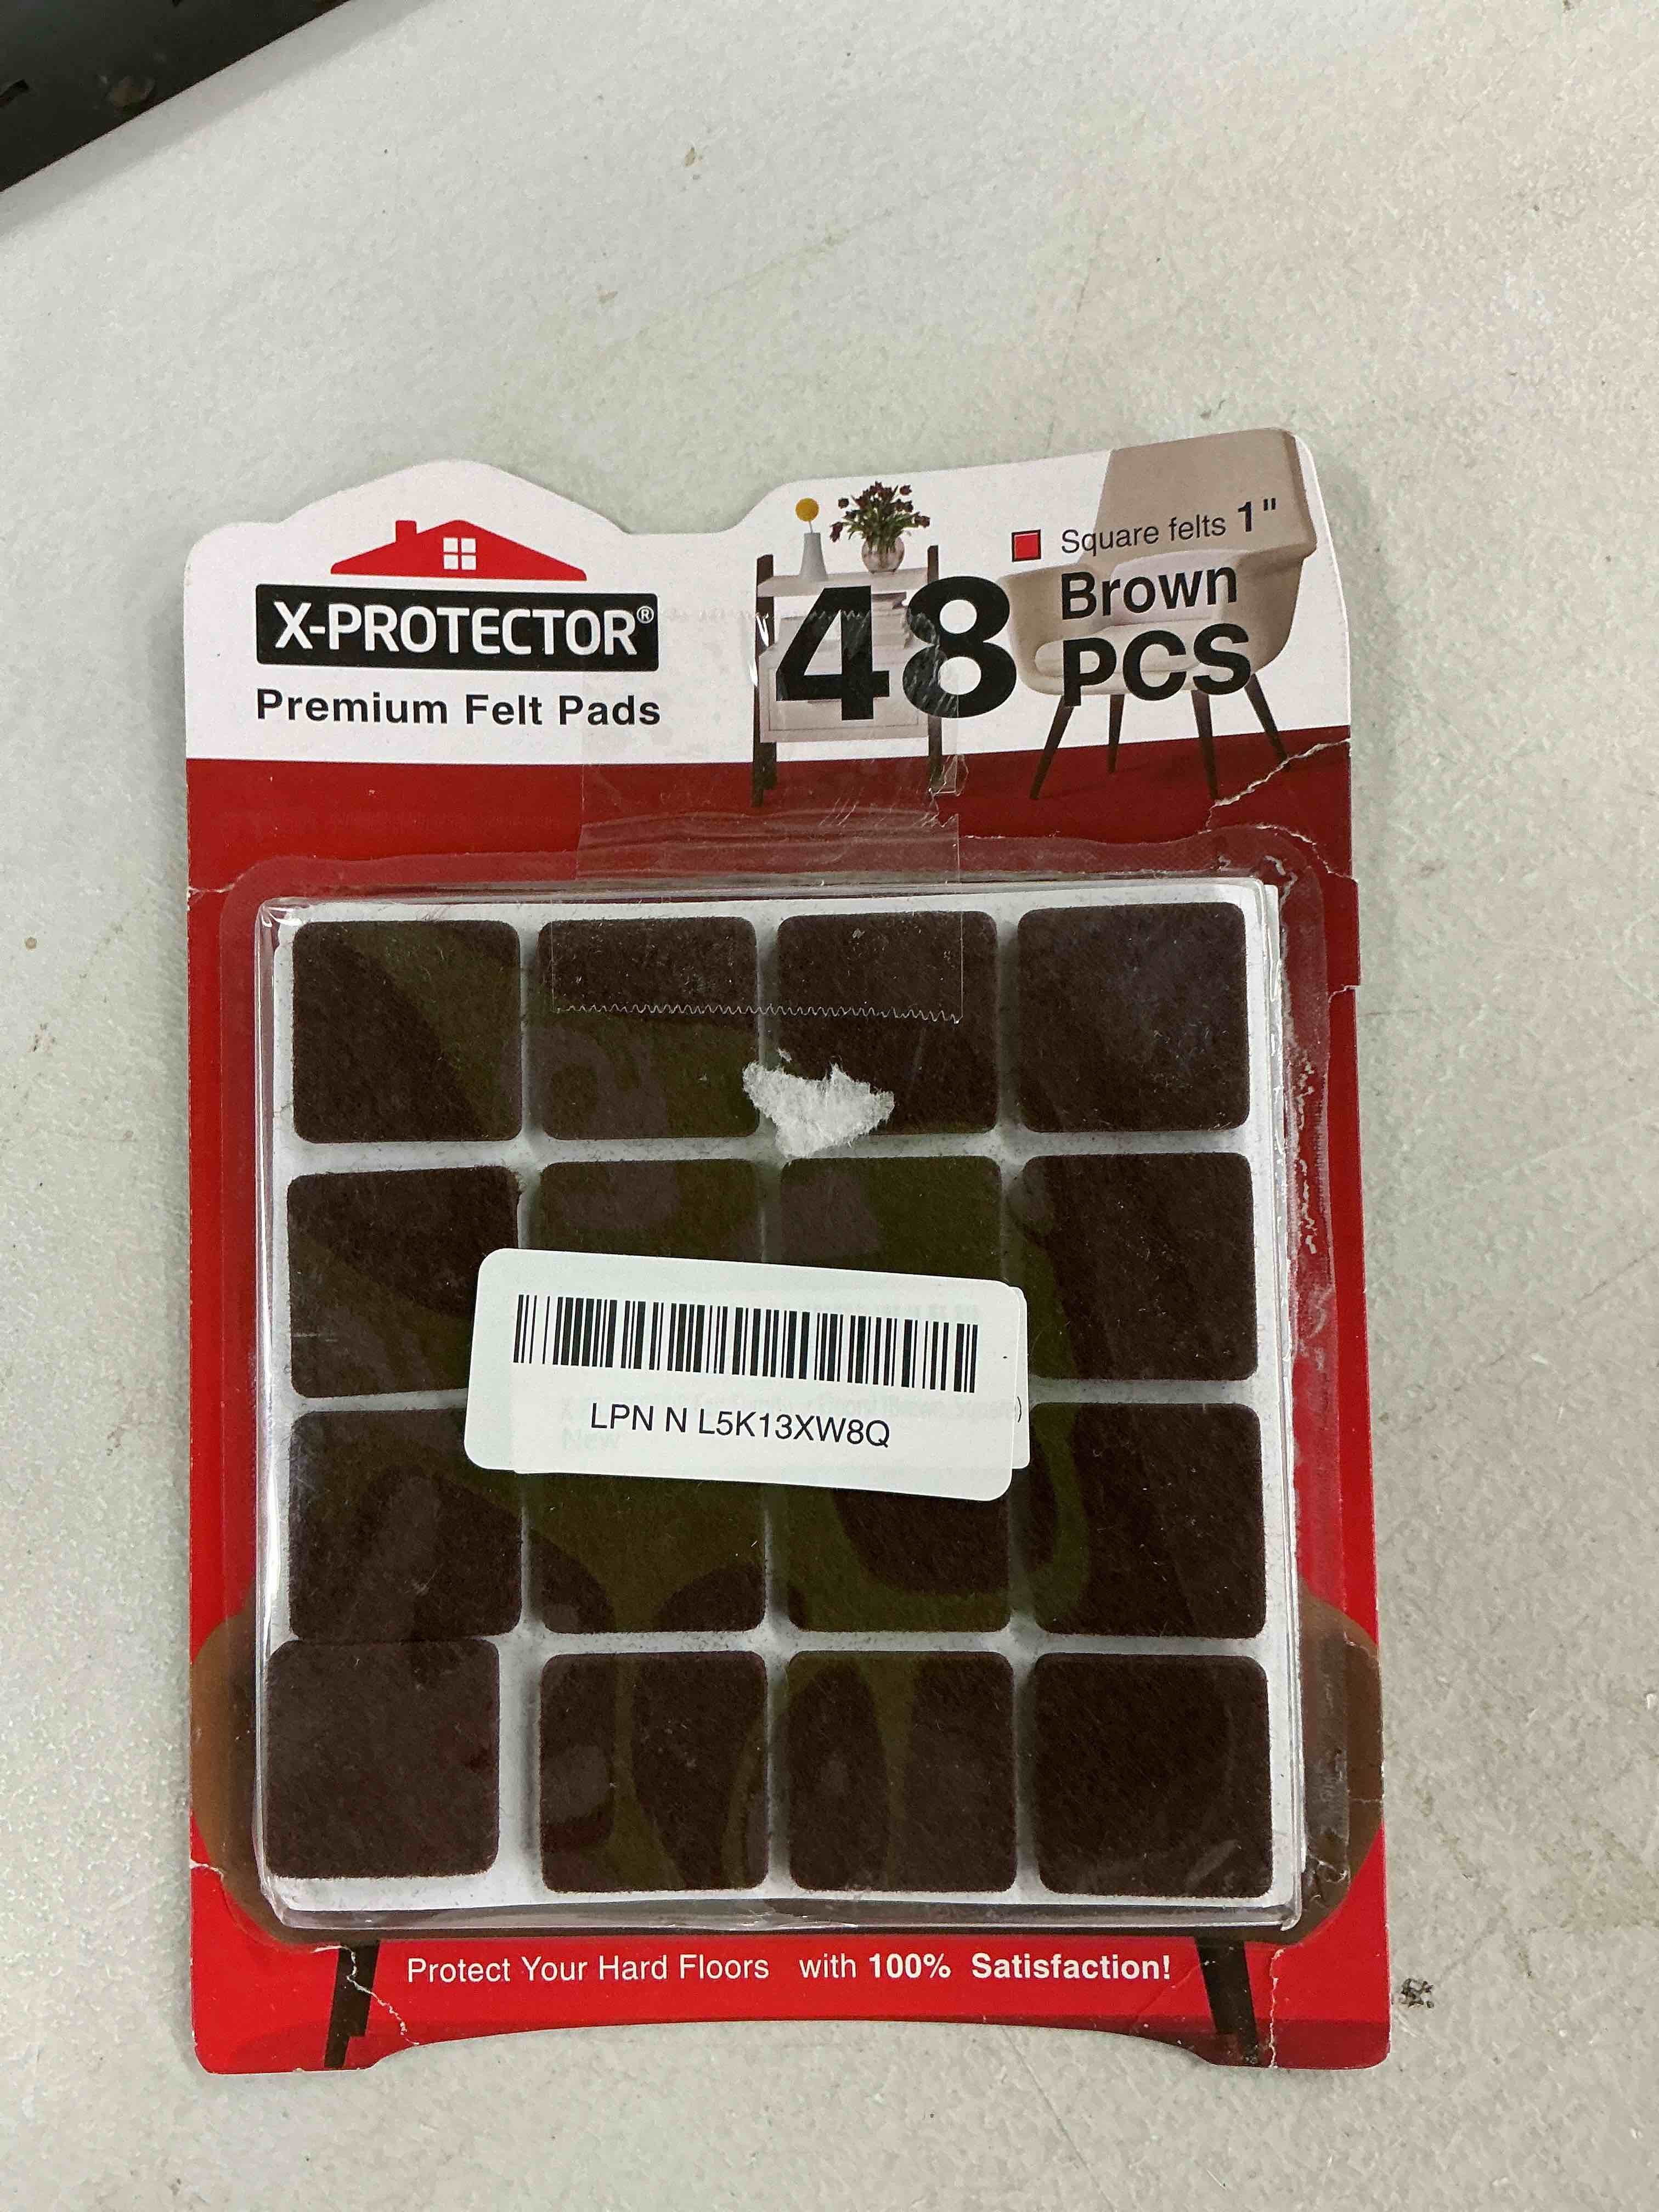 X-PROTECTOR®
Premium Felt Pads
Square felts 1"
48 Brown
PCS
LPN N L5K13XW8Q
New
Protect Your Hard Floors with 100% Satisfaction!